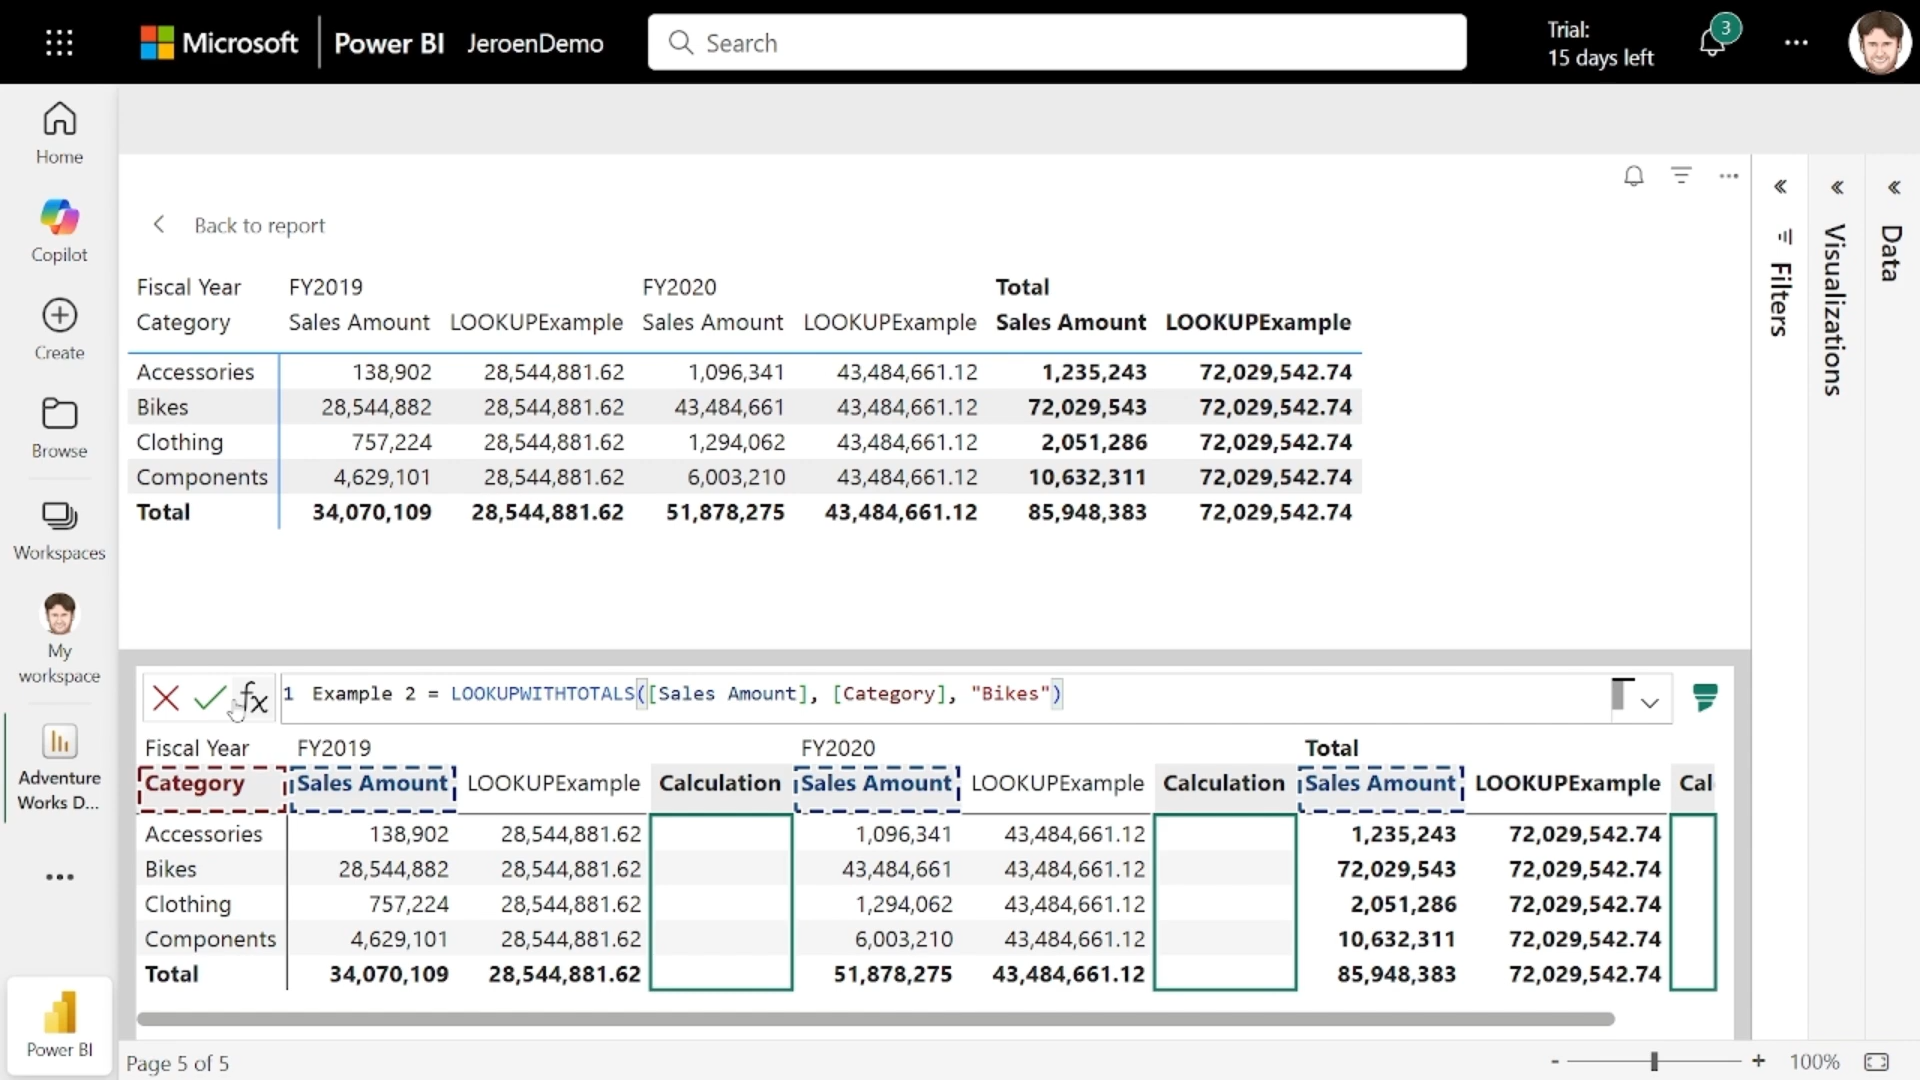 Microsoft Power BI JeroenDemo Search Trial: 15 days left 3
Home
Copilot
Create
Browse
Workspaces
My workspace
Adventure Works D...
Power BI
Back to report
Fiscal Year FY2019 FY2020 Total
Category Sales Amount LOOKUPExample Sales Amount LOOKUPExample Sales Amount LOOKUPExample
Accessories 138,902 28,544,881.62 1,096,341 43,484,661.12 1,235,243 72,029,542.74
Bikes 28,544,882 28,544,881.62 43,484,661 43,484,661.12 72,029,543 72,029,542.74
Clothing 757,224 28,544,881.62 1,294,062 43,484,661.12 2,051,286 72,029,542.74
Components 4,629,101 28,544,881.62 6,003,210 43,484,661.12 10,632,311 72,029,542.74
Total 34,070,109 28,544,881.62 51,878,275 43,484,661.12 85,948,383 72,029,542.74
Filters
Visualizations
Data
fx 1 Example 2 = LOOKUPWITHTOTALS([Sales Amount], [Category], "Bikes")
Fiscal Year FY2019 FY2020 Total
Category Sales Amount LOOKUPExample Calculation Sales Amount LOOKUPExample Calculation Sales Amount LOOKUPExample Cal
Accessories 138,902 28,544,881.62 1,096,341 43,484,661.12 1,235,243 72,029,542.74
Bikes 28,544,882 28,544,881.62 43,484,661 43,484,661.12 72,029,543 72,029,542.74
Clothing 757,224 28,544,881.62 1,294,062 43,484,661.12 2,051,286 72,029,542.74
Components 4,629,101 28,544,881.62 6,003,210 43,484,661.12 10,632,311 72,029,542.74
Total 34,070,109 28,544,881.62 51,878,275 43,484,661.12 85,948,383 72,029,542.74
Page 5 of 5 - + 100%